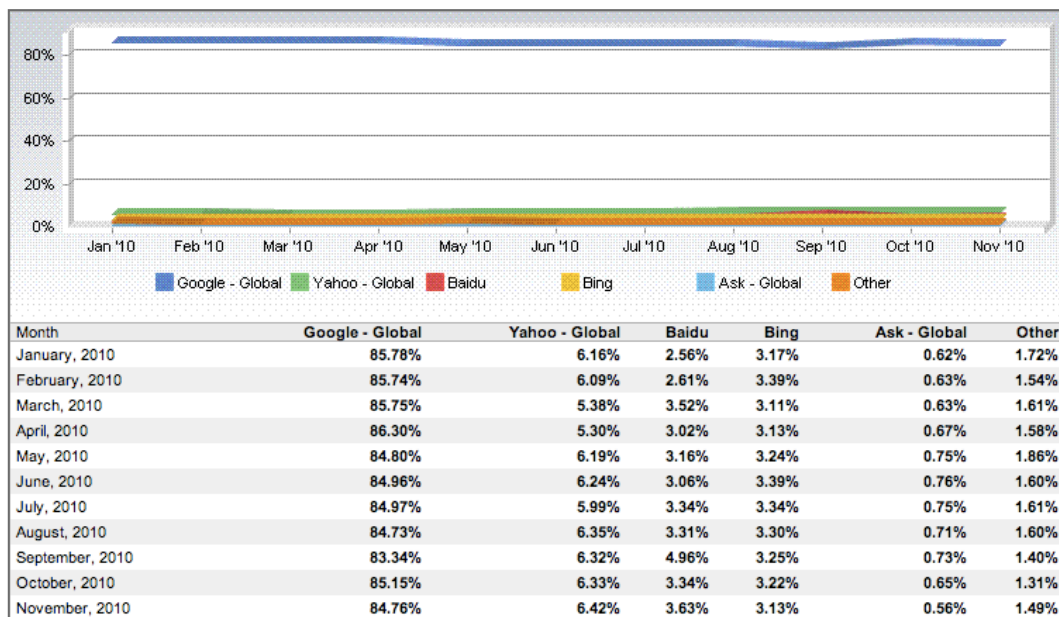 80%
60%
40%
20%
0%
Jan '10 Feb '10 Mar '10 Apr '10 May '10 Jun '10 Jul '10 Aug '10 Sep '10 Oct '10 Nov '10
Google - Global Yahoo - Global Baidu Bing Ask - Global Other
Month Google - Global Yahoo - Global Baidu Bing Ask - Global Other
January, 2010 85.78% 6.16% 2.56% 3.17% 0.62% 1.72%
February, 2010 85.74% 6.09% 2.61% 3.39% 0.63% 1.54%
March, 2010 85.75% 5.38% 3.52% 3.11% 0.63% 1.61%
April, 2010 86.30% 5.30% 3.02% 3.13% 0.67% 1.58%
May, 2010 84.80% 6.19% 3.16% 3.24% 0.75% 1.86%
June, 2010 84.96% 6.24% 3.06% 3.39% 0.76% 1.60%
July, 2010 84.97% 5.99% 3.34% 3.34% 0.75% 1.61%
August, 2010 84.73% 6.35% 3.31% 3.30% 0.71% 1.60%
September, 2010 83.34% 6.32% 4.96% 3.25% 0.73% 1.40%
October, 2010 85.15% 6.33% 3.34% 3.22% 0.65% 1.31%
November, 2010 84.76% 6.42% 3.63% 3.13% 0.56% 1.49%